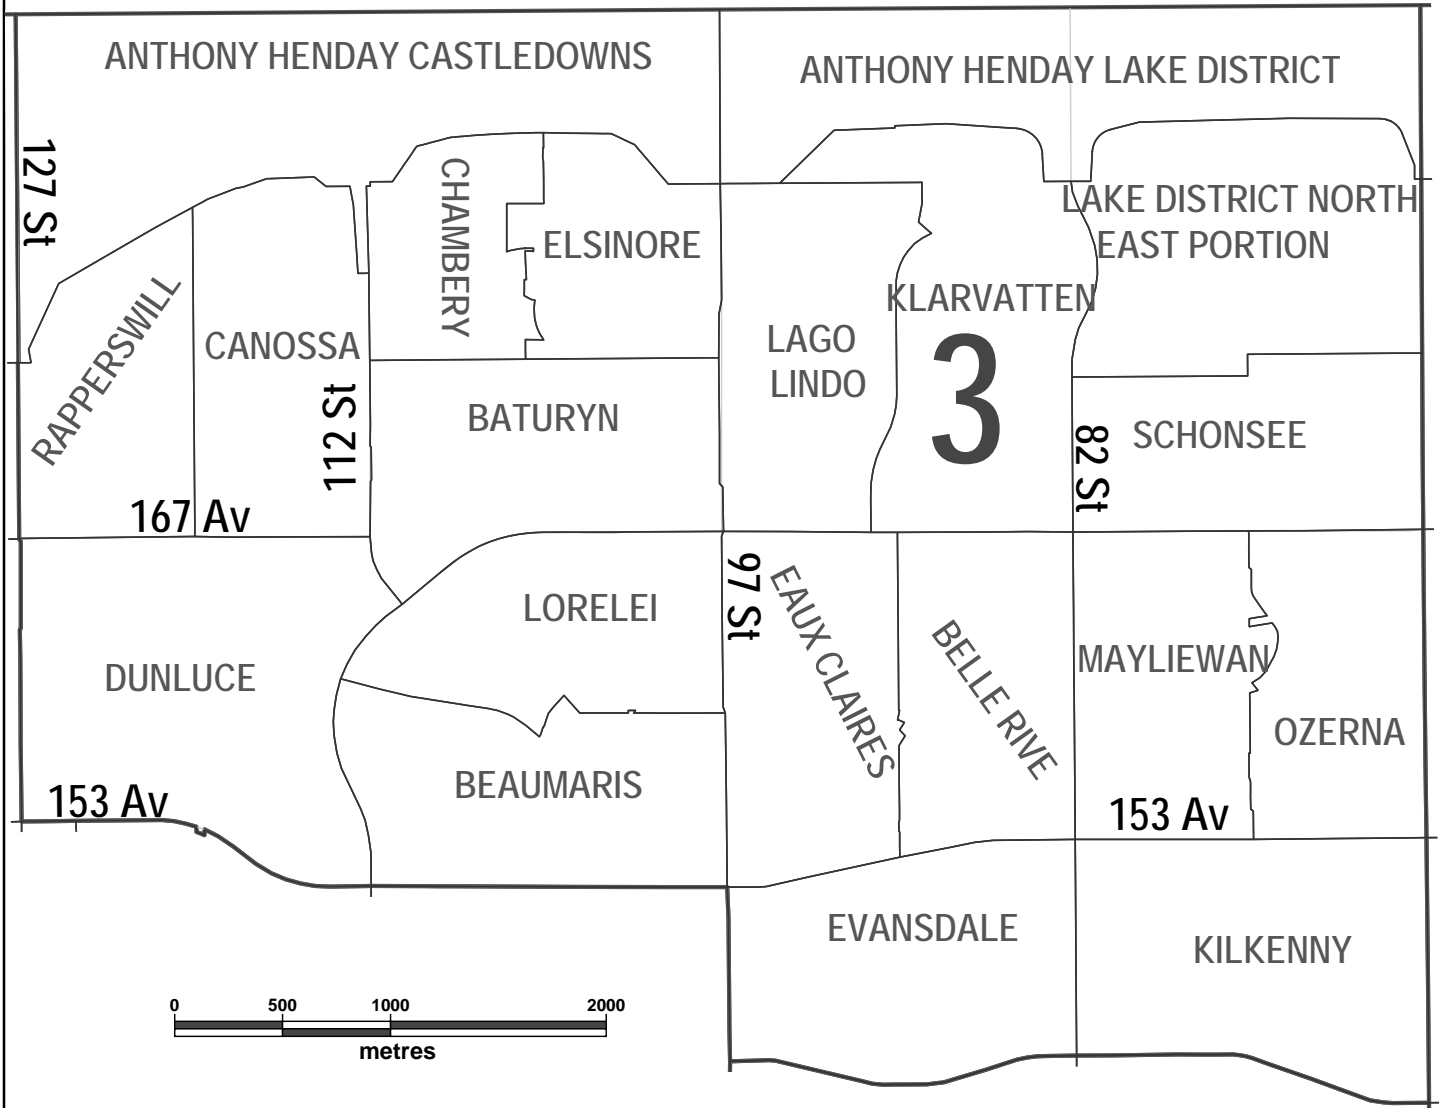 ANTHONY HENDAY CASTLEDOWNS
ANTHONY HENDAY LAKE DISTRICT
127 St
CHAMBERY
ELSINORE
LAKE DISTRICT NORTH
EAST PORTION
RAPPERSWILL
CANOSSA
KLARVATTEN
LAGO
LINDO
3
112 St
BATURYN
82 St
SCHONSEE
167 Av
97 St
LORELEI
EAUX CLAIRES
BELLE RIVE
MAYLIEWAN
DUNLUCE
OZERNA
BEAUMARIS
153 Av
153 Av
EVANSDALE
KILKENNY
0 500 1000 2000
metres